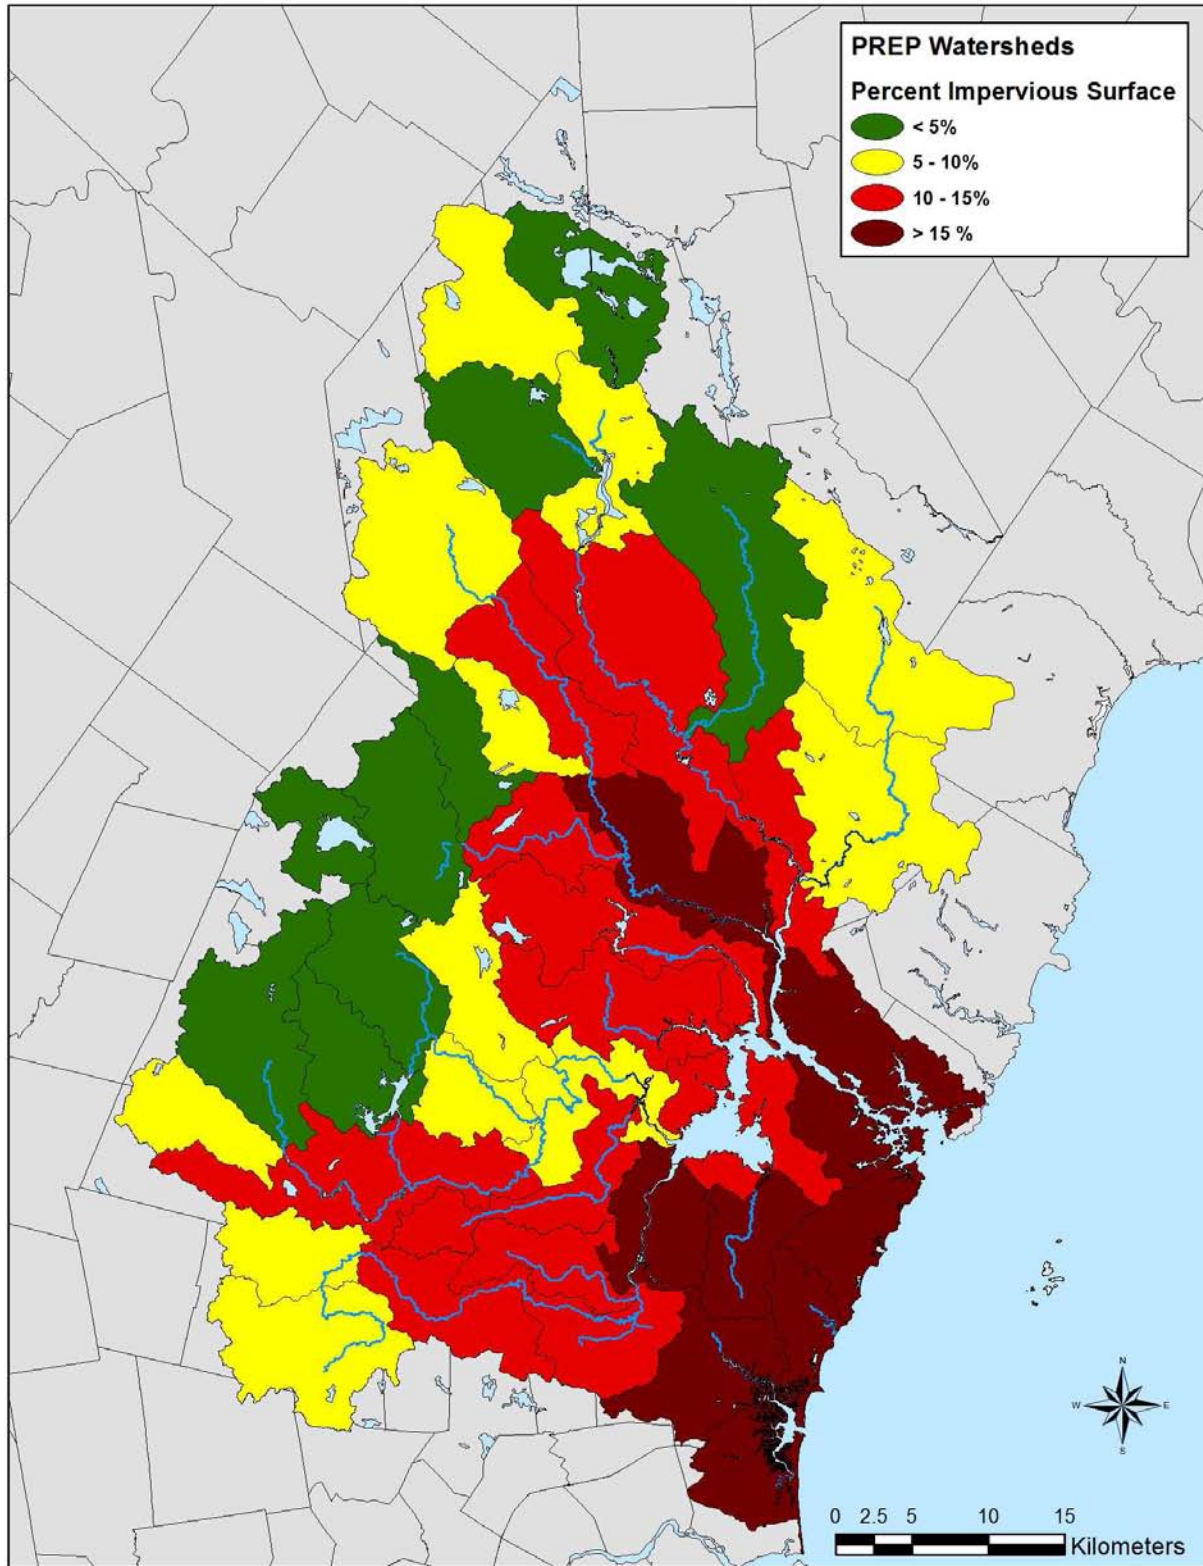 PREP Watersheds
Percent Impervious Surface
< 5%
5 - 10%
10 - 15%
> 15 %
N
W E
S
0 2.5 5 10 15
Kilometers